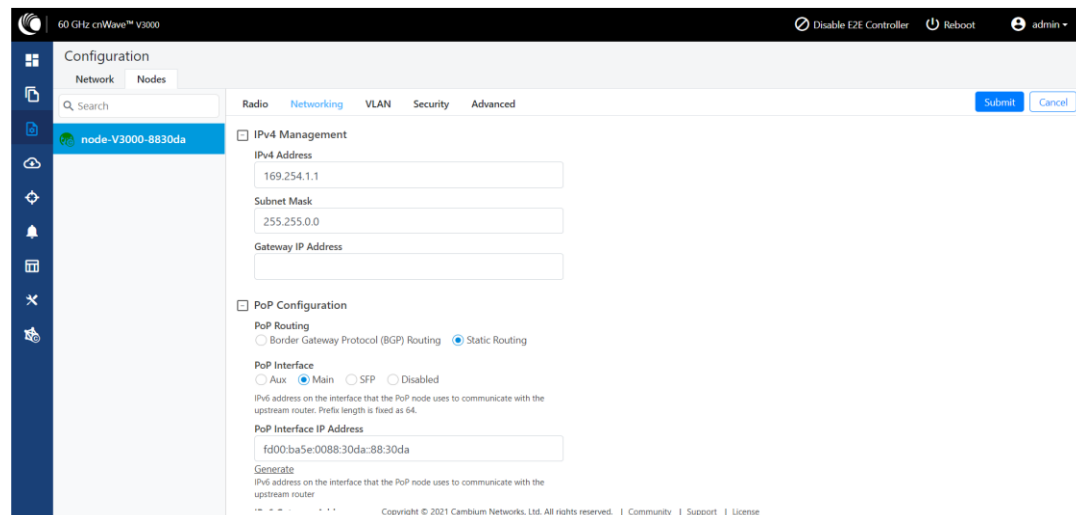 60 GHz cnWave™ V3000
Disable E2E Controller
Reboot
admin
Configuration
Network Nodes
Search
node-V3000-8830da
Radio Networking VLAN Security Advanced
Submit Cancel
IPv4 Management
IPv4 Address
169.254.1.1
Subnet Mask
255.255.0.0
Gateway IP Address
PoP Configuration
PoP Routing
Border Gateway Protocol (BGP) Routing Static Routing
PoP Interface
Aux Main SFP Disabled
IPv6 address on the interface that the PoP node uses to communicate with the
upstream router. Prefix length is fixed as 64.
PoP Interface IP Address
fd00:ba5e:0088:30da::88:30da
Generate
IPv6 address on the interface that the PoP node uses to communicate with the
upstream router
Copyright © 2021 Cambium Networks, Ltd. All rights reserved. | Community | Support | License